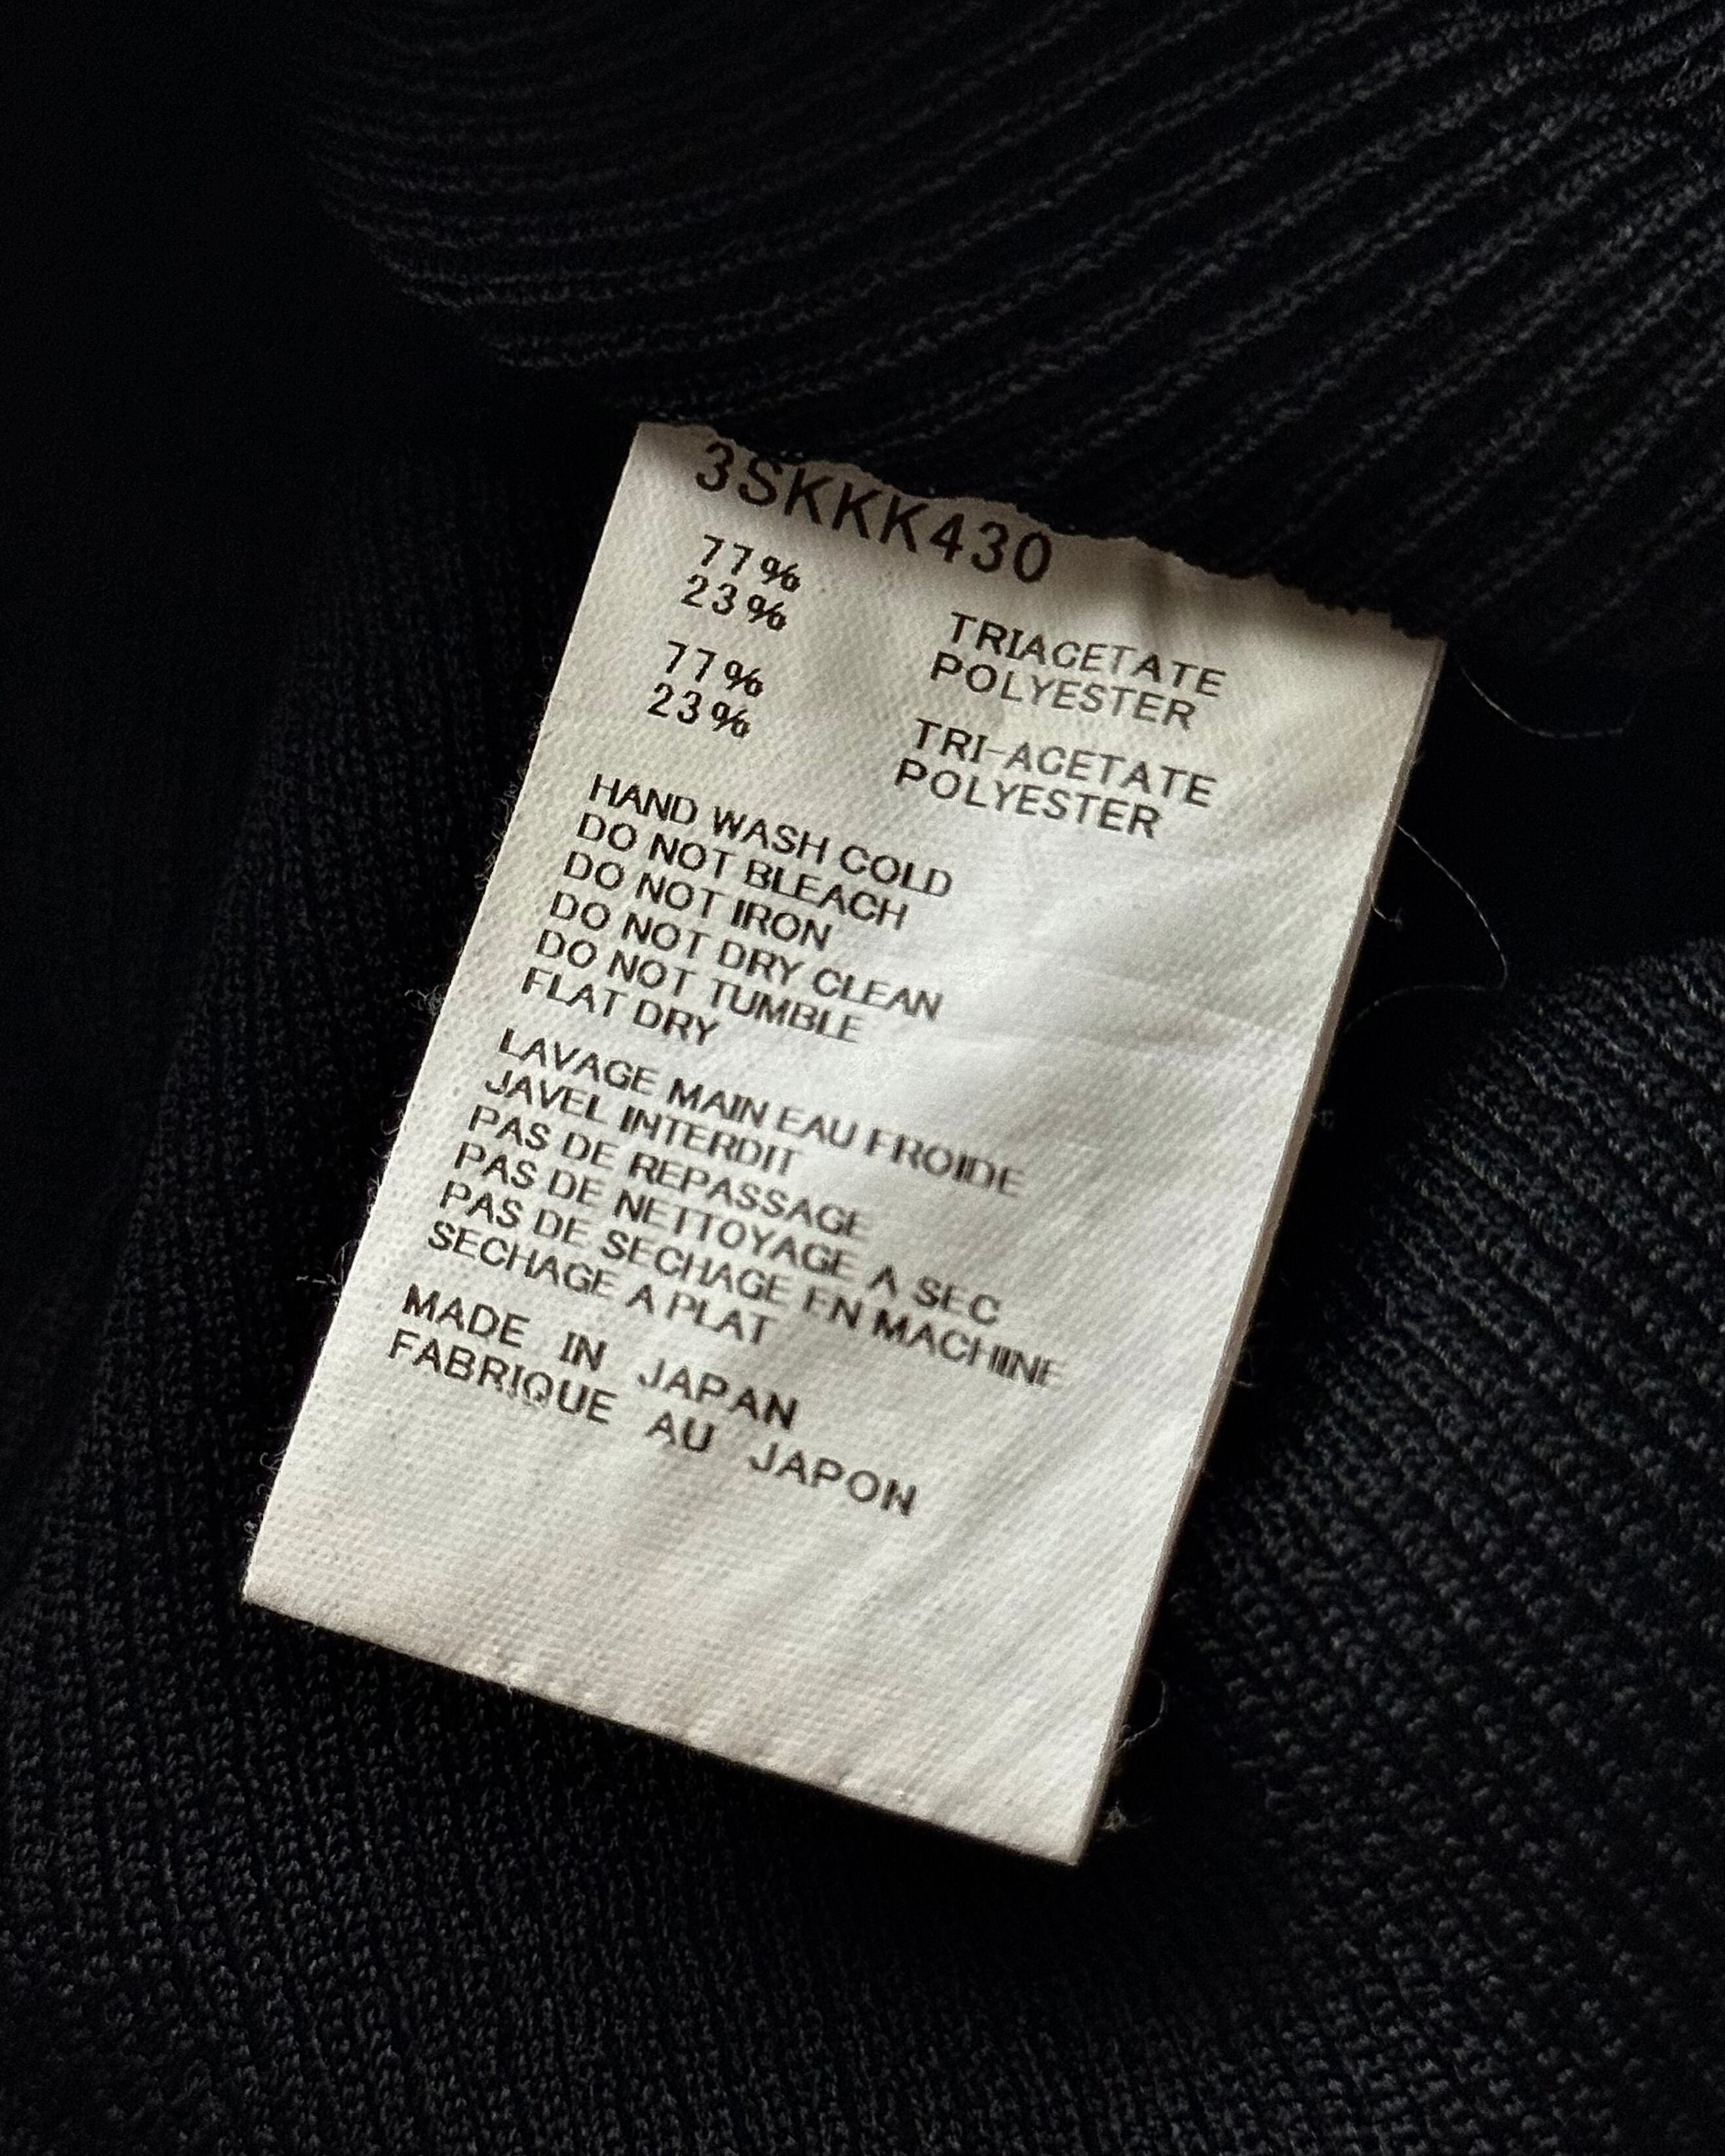 3SKKK430
77% TRIACETATE
23% POLYESTER
77% TRI-ACETATE
23% POLYESTER
HAND WASH COLD
DO NOT BLEACH
DO NOT IRON
DO NOT DRY CLEAN
DO NOT TUMBLE
FLAT DRY
LAVAGE MAIN EAU FROIDE
JAVEL INTERDIT
PAS DE REPASSAGE
PAS DE NETTOYAGE A SEC
PAS DE SECHAGE EN MACHINE
SECHAGE A PLAT
MADE IN JAPAN
FABRIQUE AU JAPON